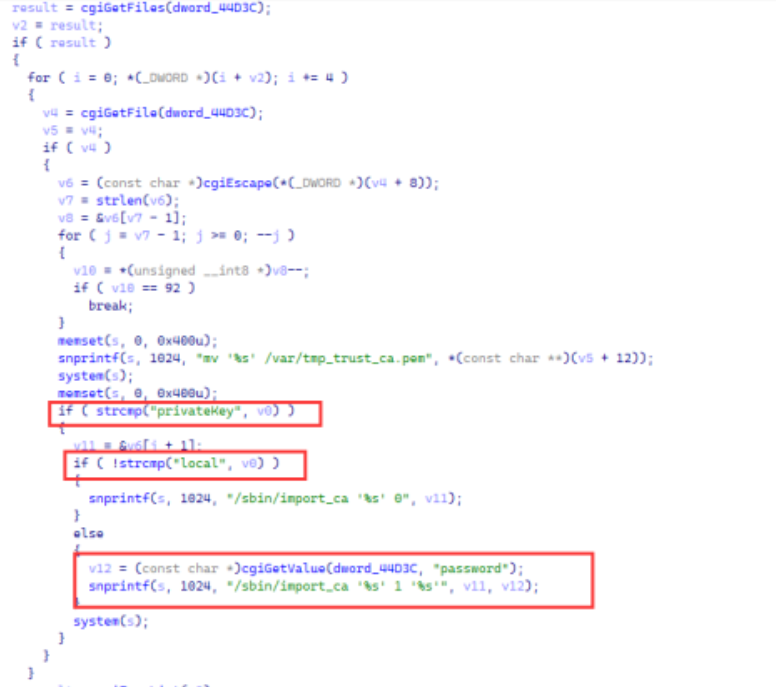 result = cgiGetFiles(dword_44D3C);
v2 = result;
if ( result )
{
for ( i = 0; *(_DWORD *)(i + v2); i += 4 )
{
v4 = cgiGetFile(dword_44D3C);
v5 = v4;
if ( v4 )
{
v6 = (const char *)cgiEscape(*(_DWORD *)(v4 + 8));
v7 = strlen(v6);
v8 = &v6[v7 - 1];
for ( j = v7 - 1; j >= 0; --j )
{
v10 = *(unsigned __int8 *)v8--;
if ( v10 == 92 )
break;
}
memset(s, 0, 0x400u);
snprintf(s, 1024, "mv '%s' /var/tmp_trust_ca.pem", *(const char **)(v5 + 12));
system(s);
memset(s, 0, 0x400u);
if ( strcmp("privateKey", v0) )
{
v11 = &v6[j + 1];
if ( !strcmp("local", v0) )
{
snprintf(s, 1024, "/sbin/import_ca '%s' 0", v11);
}
else
{
v12 = (const char *)cgiGetValue(dword_44D3C, "password");
snprintf(s, 1024, "/sbin/import_ca '%s' 1 '%s'", v11, v12);
}
system(s);
}
}
}